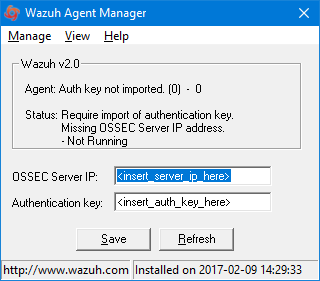 Wazuh Agent Manager
Manage View Help
Wazuh v2.0
Agent: Auth key not imported. (0) - 0
Status: Require import of authentication key.
Missing OSSEC Server IP address.
- Not Running
OSSEC Server IP: <insert_server_ip_here>
Authentication key: <insert_auth_key_here>
Save Refresh
http://www.wazuh.com Installed on 2017-02-09 14:29:33